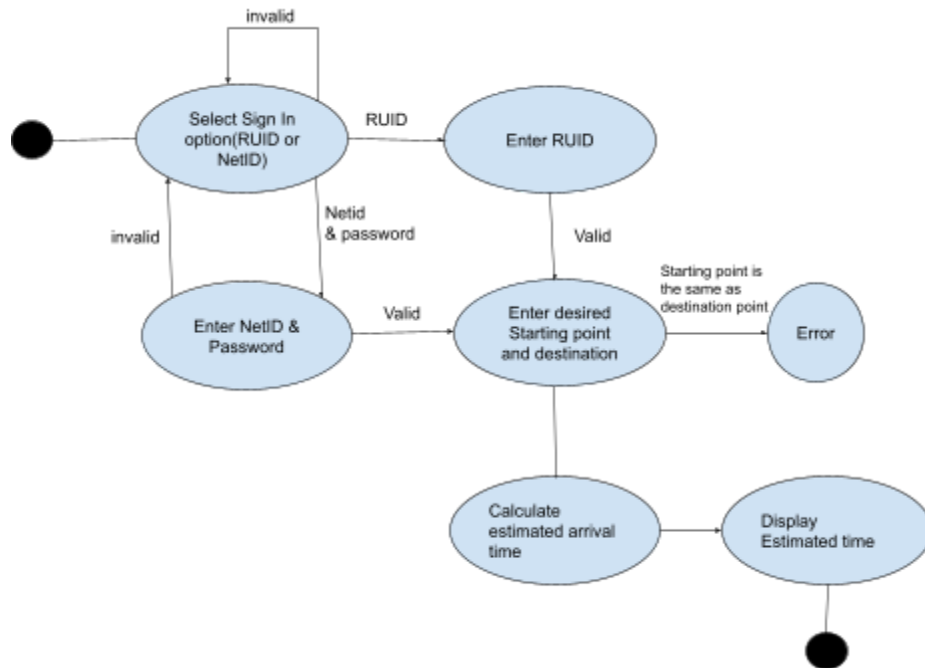 invalid
Select Sign In
option(RUID or
NetID)
RUID
Enter RUID
Netid
& password
invalid
Valid
Starting point is
the same as
destination point
Enter NetID &
Password
Valid
Enter desired
Starting point
and destination
Error
Calculate
estimated arrival
time
Display
Estimated time